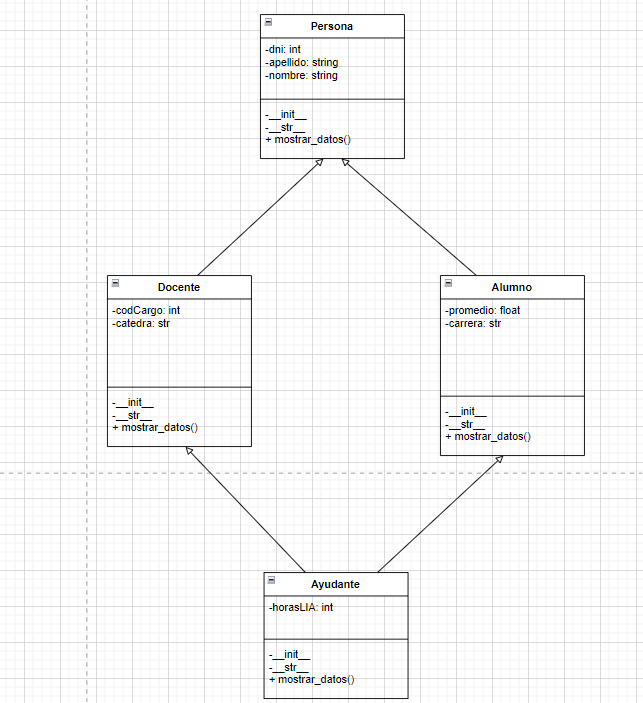 Persona
-dni: int
-apellido: string
-nombre: string
-__init__
-__str__
+ mostrar_datos()
Docente
-codCargo: int
-catedra: str
-__init__
-__str__
+ mostrar_datos()
Alumno
-promedio: float
-carrera: str
-__init__
-__str__
+ mostrar_datos()
Ayudante
-horasLIA: int
-__init__
-__str__
+ mostrar_datos()